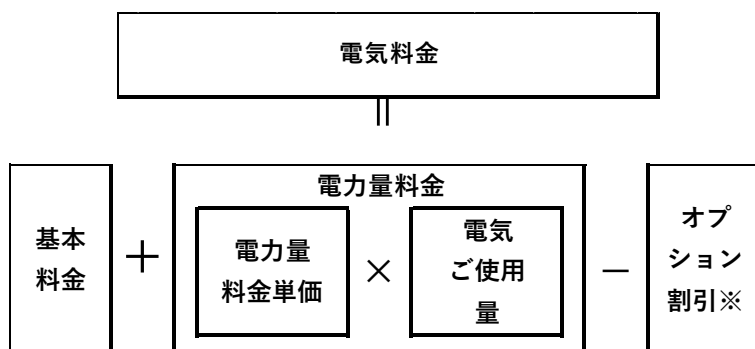 電気料金
=
電力量料金
基本
料金
+
電力量
料金単価
×
電気
ご使用
量
−
オプ
ション
割引※